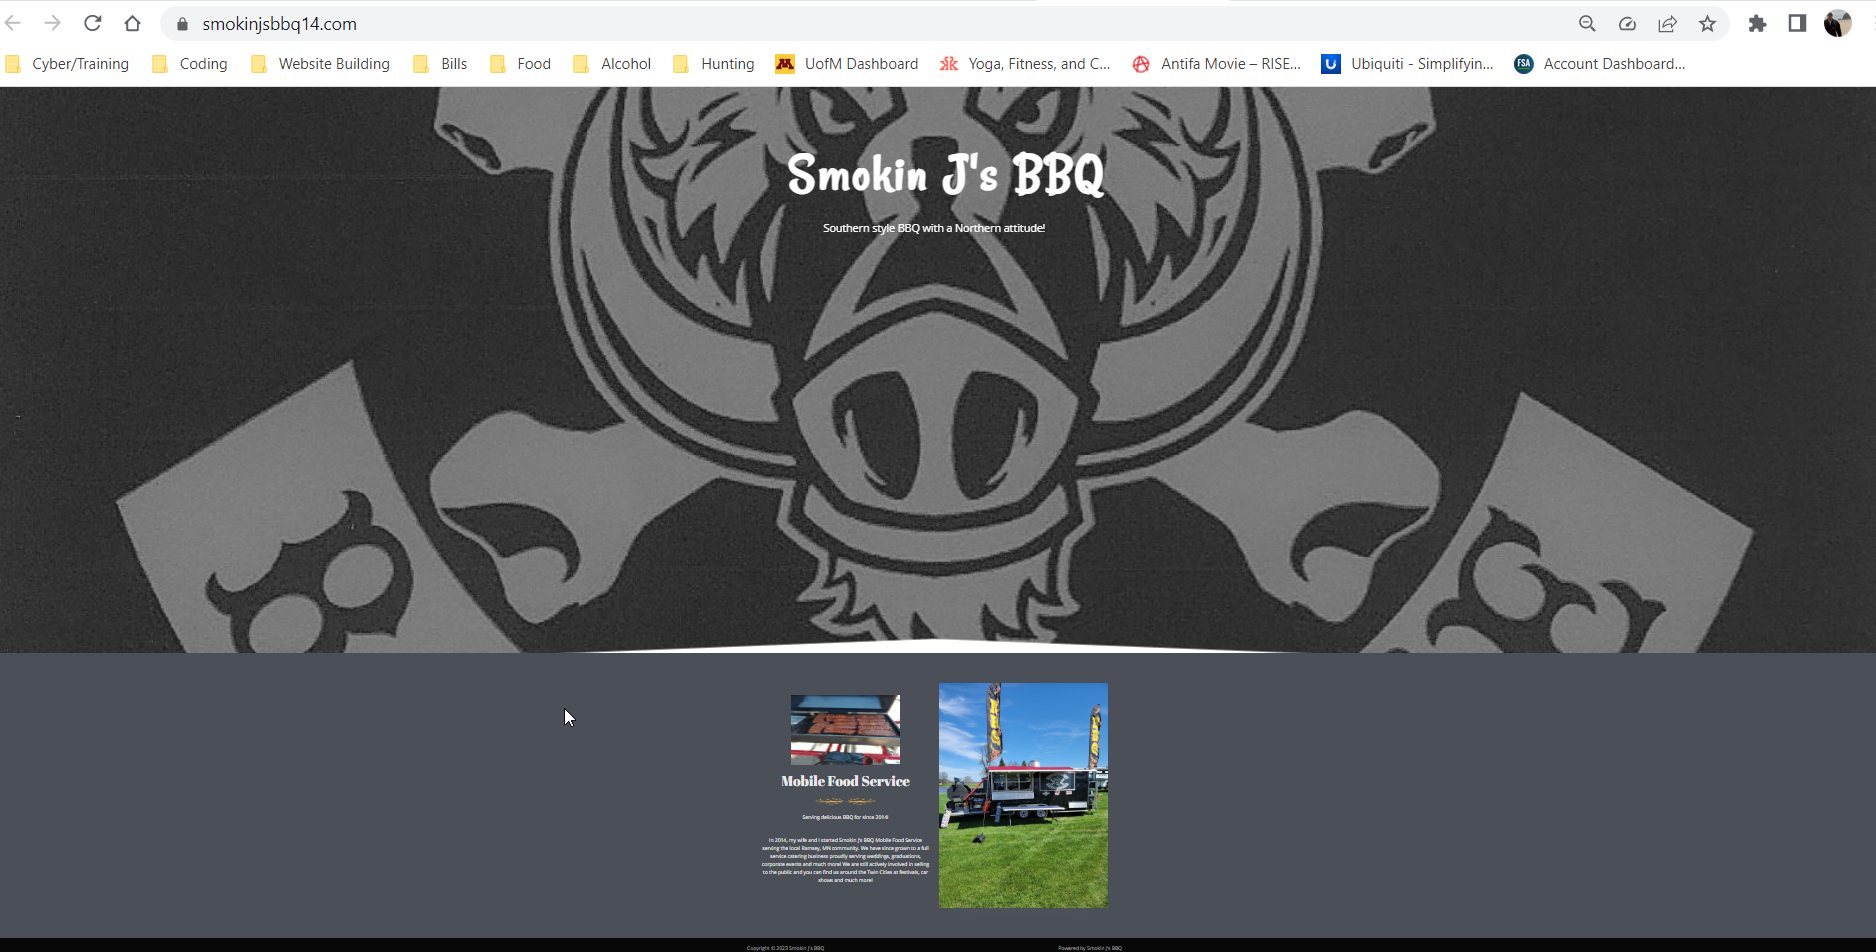 smokinjsbbq14.com
Cyber/Training Coding Website Building Bills Food Alcohol Hunting UofM Dashboard Yoga, Fitness, and C... Antifa Movie – RISE... Ubiquiti - Simplifyin... FSA Account Dashboard...
Smokin J's BBQ
Southern style BBQ with a Northern attitude!
Mobile Food Service
Serving delicious BBQ for since 2014!
In 2014, my wife and I started Smokin J's BBQ Mobile Food Service
serving the local Ramsey, MN community. We have since grown to a full
service catering business proudly serving weddings, graduations,
corporate events and much more! We are still actively involved in selling
to the public and you can find us around the Twin Cities at festivals, car
shows and much more!
Copyright © 2023 Smokin J's BBQ
Powered by Smokin J's BBQ